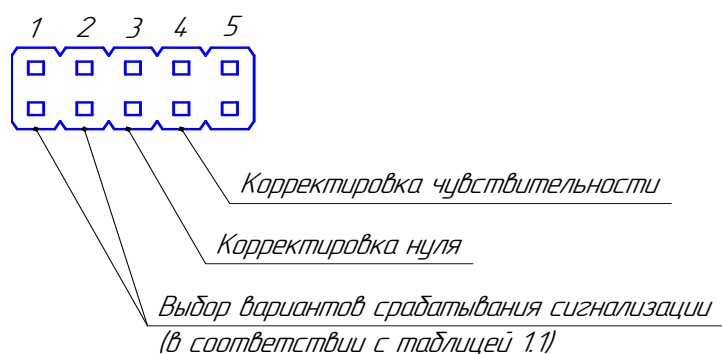 1 2 3 4 5
Корректировка чувствительности
Корректировка нуля
Выбор вариантов срабатывания сигнализации
(в соответствии с таблицей 1.1)